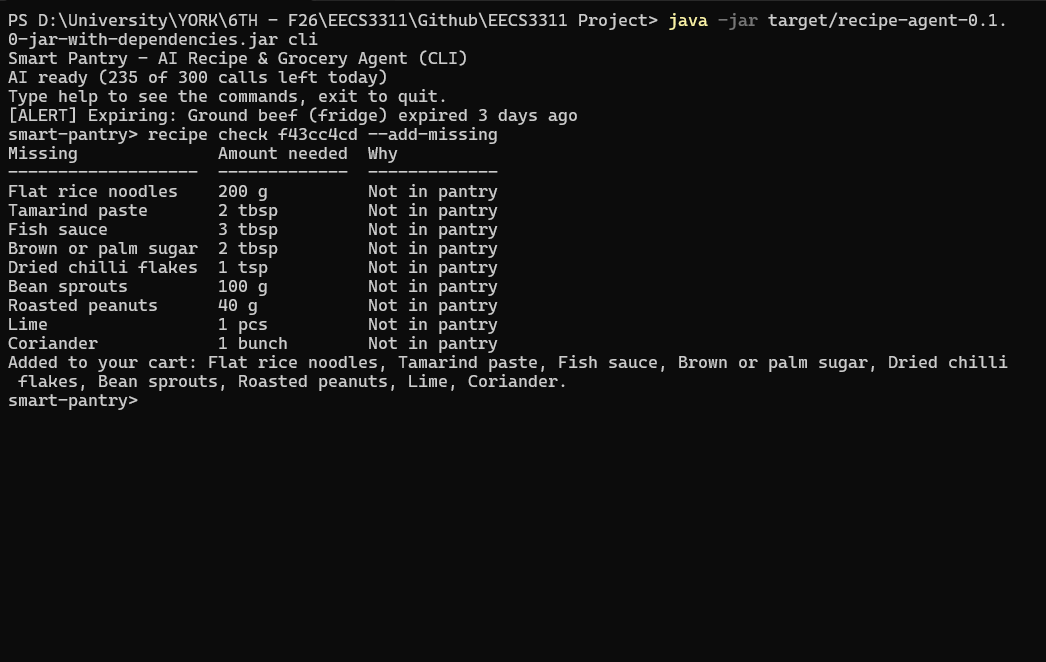 PS D:\University\YORK\6TH - F26\EECS3311\Github\EECS3311 Project> java -jar target/recipe-agent-0.1.
0-jar-with-dependencies.jar cli
Smart Pantry - AI Recipe & Grocery Agent (CLI)
AI ready (235 of 300 calls left today)
Type help to see the commands, exit to quit.
[ALERT] Expiring: Ground beef (fridge) expired 3 days ago
smart-pantry> recipe check f43cc4cd --add-missing
Missing              Amount needed  Why
-------------------  -------------  -------------
Flat rice noodles    200 g          Not in pantry
Tamarind paste       2 tbsp         Not in pantry
Fish sauce           3 tbsp         Not in pantry
Brown or palm sugar  2 tbsp         Not in pantry
Dried chilli flakes  1 tsp          Not in pantry
Bean sprouts         100 g          Not in pantry
Roasted peanuts      40 g           Not in pantry
Lime                 1 pcs          Not in pantry
Coriander            1 bunch        Not in pantry
Added to your cart: Flat rice noodles, Tamarind paste, Fish sauce, Brown or palm sugar, Dried chilli
 flakes, Bean sprouts, Roasted peanuts, Lime, Coriander.
smart-pantry>